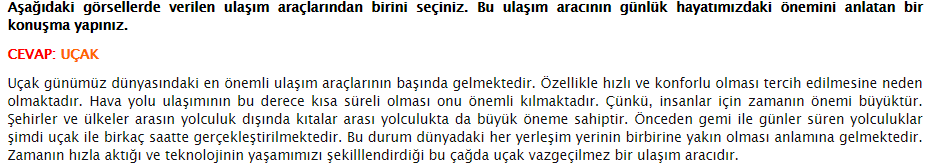 Aşağıdaki görsellerde verilen ulaşım araçlarından birini seçiniz. Bu ulaşım aracının günlük hayatımızdaki önemini anlatan bir
konuşma yapınız.
CEVAP: UÇAK
Uçak günümüz dünyasındaki en önemli ulaşım araçlarının başında gelmektedir. Özellikle hızlı ve konforlu olması tercih edilmesine neden
olmaktadır. Hava yolu ulaşımının bu derece kısa süreli olması onu önemli kılmaktadır. Çünkü, insanlar için zamanın önemi büyüktür.
Şehirler ve ülkeler arasın yolculuk dışında kıtalar arası yolculukta da büyük öneme sahiptir. Önceden gemi ile günler süren yolculuklar
şimdi uçak ile birkaç saatte gerçekleştirilmektedir. Bu durum dünyadaki her yerleşim yerinin birbirine yakın olması anlamına gelmektedir.
Zamanın hızla aktığı ve teknolojinin yaşamımızı şekilllendirdiği bu çağda uçak vazgeçilmez bir ulaşım aracıdır.